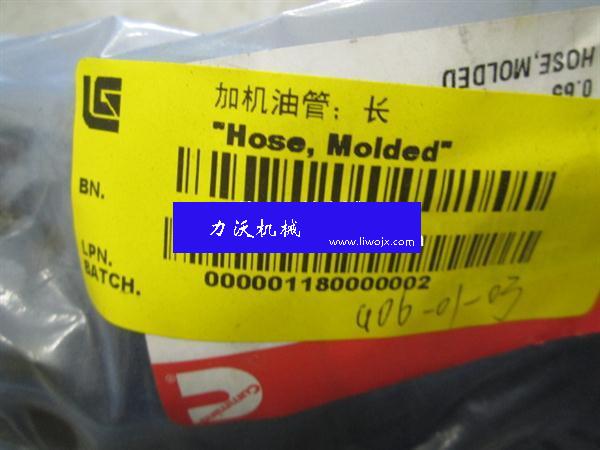 加机油管：长
"Hose, Molded"
BN.
力沃机械
www.liwojx.com
LPN.
BATCH.
000001180000002
406-01-03
0.65
HOSE,MOLDED
Cummins
®